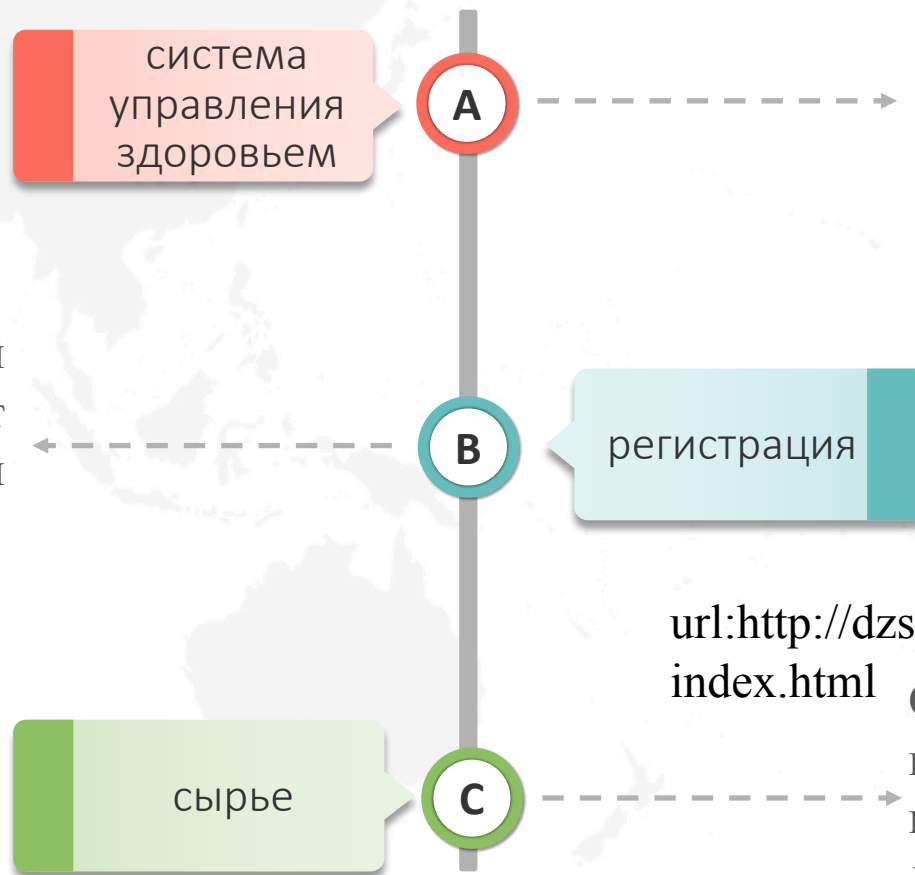 система
управления
здоровьем
A
B
регистрация
url:http://dzs
index.html
сырье
C